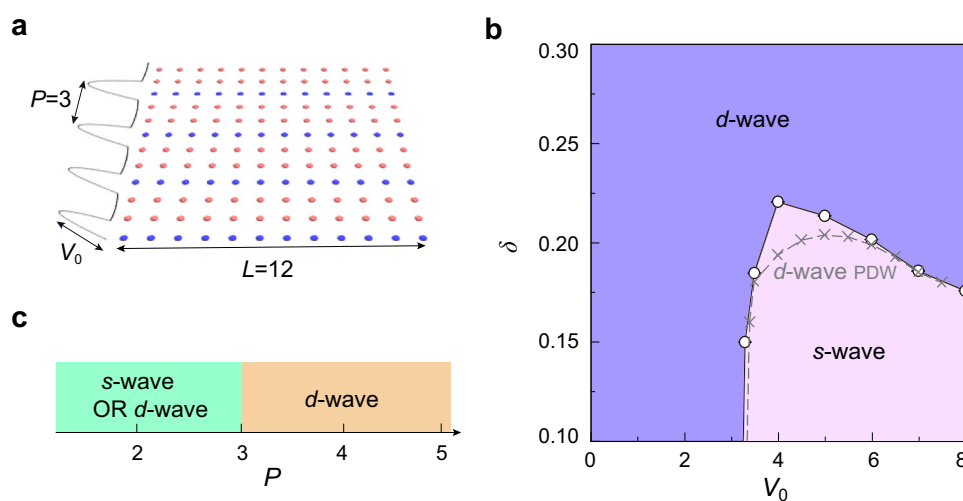 a
P=3
V0
L=12
b
0.30
0.25
0.20
0.15
0.10
δ
d-wave
d-wave PDW
s-wave
0
2
4
6
8
V0
c
s-wave
OR d-wave
d-wave
2
3
4
5
P